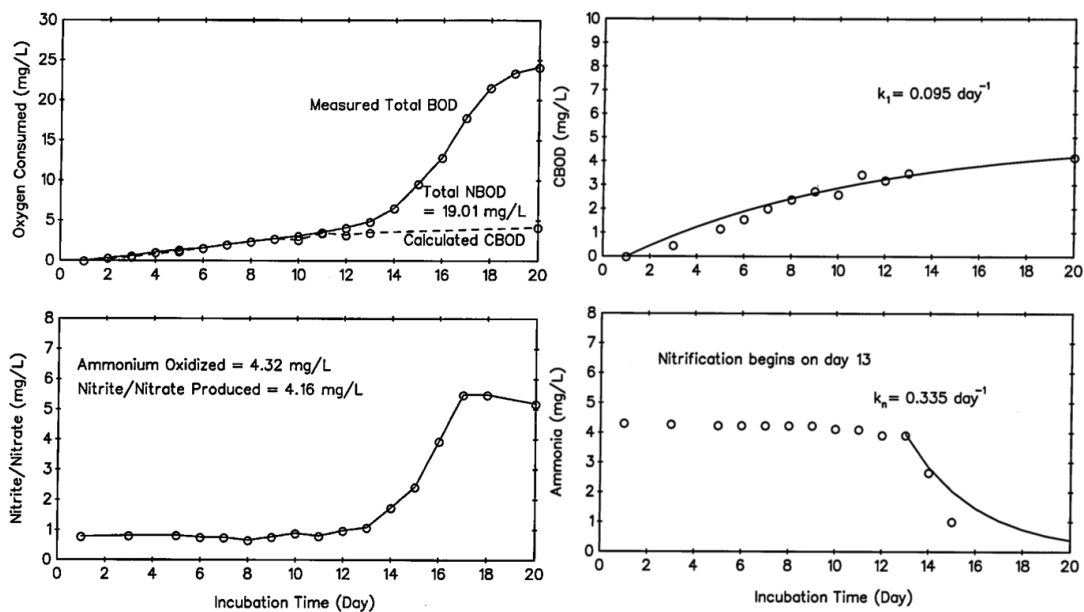 Oxygen Consumed (mg/L)
30
25
20
15
10
5
0
Measured Total BOD
Total NBOD
= 19.01 mg/L
Calculated CBOD
0 2 4 6 8 10 12 14 16 18 20
CBOD (mg/L)
10
9
8
7
6
5
4
3
2
1
0
k₁= 0.095 day⁻¹
0 2 4 6 8 10 12 14 16 18 20
Nitrite/Nitrate (mg/L)
8
7
6
5
4
3
2
1
0
Ammonium Oxidized = 4.32 mg/L
Nitrite/Nitrate Produced = 4.16 mg/L
0 2 4 6 8 10 12 14 16 18 20
Incubation Time (Day)
Ammonia (mg/L)
8
7
6
5
4
3
2
1
0
Nitrification begins on day 13
kₙ= 0.335 day⁻¹
0 2 4 6 8 10 12 14 16 18 20
Incubation Time (Day)